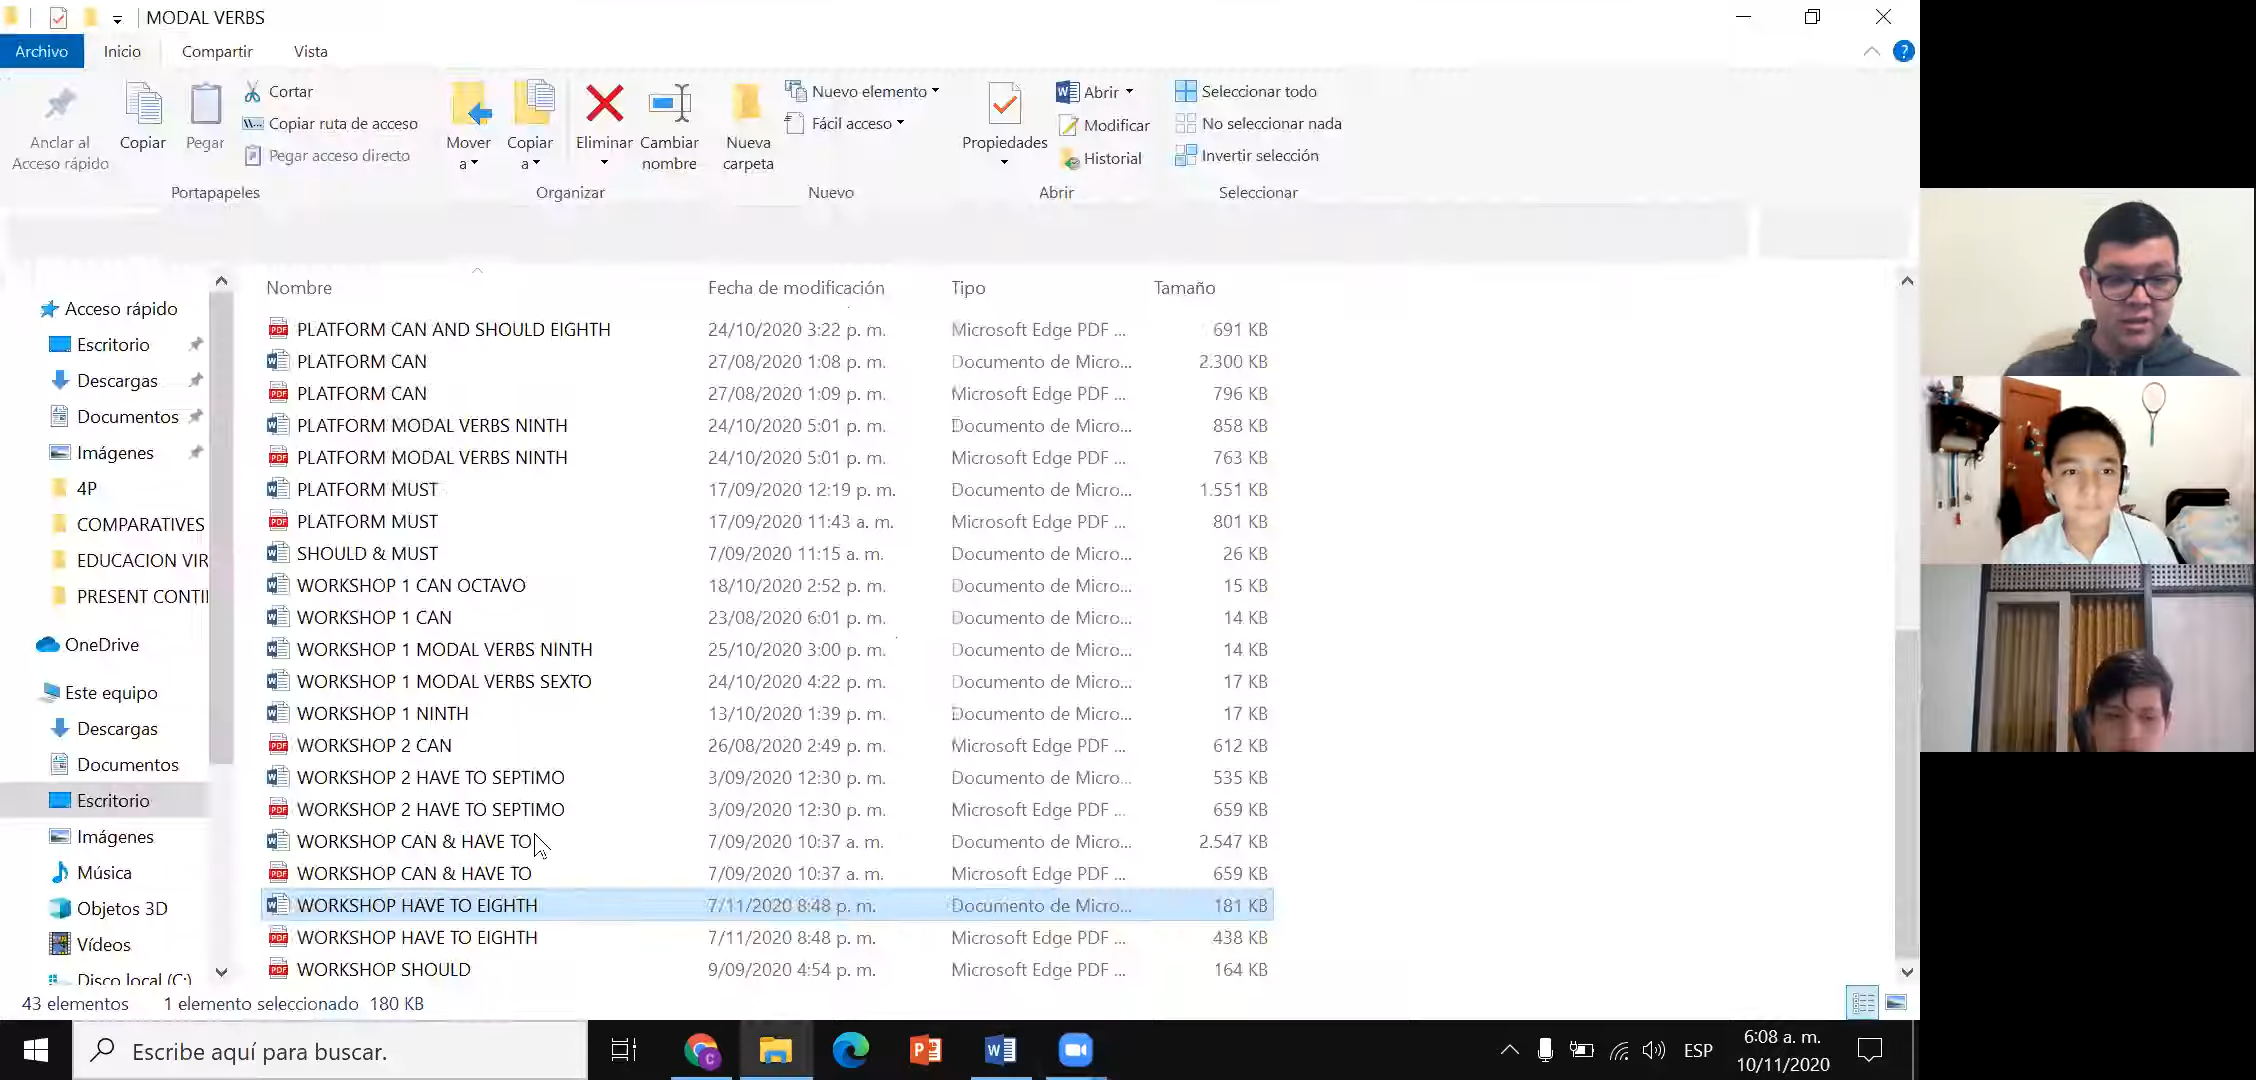 MODAL VERBS
Archivo Inicio Compartir Vista
Anclar al Acceso rápido
Copiar
Pegar
Cortar
Copiar ruta de acceso
Pegar acceso directo
Portapapeles
Mover a
Copiar a
Eliminar
Cambiar nombre
Organizar
Nueva carpeta
Nuevo elemento
Fácil acceso
Nuevo
Propiedades
Abrir
Modificar
Historial
Abrir
Seleccionar todo
No seleccionar nada
Invertir selección
Seleccionar
Acceso rápido
Escritorio
Descargas
Documentos
Imágenes
4P
COMPARATIVES
EDUCACION VIR
PRESENT CONTI
OneDrive
Este equipo
Descargas
Documentos
Escritorio
Imágenes
Música
Objetos 3D
Vídeos
Disco local (C:)
Nombre Fecha de modificación Tipo Tamaño
PLATFORM CAN AND SHOULD EIGHTH 24/10/2020 3:22 p. m. Microsoft Edge PDF ... 691 KB
PLATFORM CAN 27/08/2020 1:08 p. m. Documento de Micro... 2.300 KB
PLATFORM CAN 27/08/2020 1:09 p. m. Microsoft Edge PDF ... 796 KB
PLATFORM MODAL VERBS NINTH 24/10/2020 5:01 p. m. Documento de Micro... 858 KB
PLATFORM MODAL VERBS NINTH 24/10/2020 5:01 p. m. Microsoft Edge PDF ... 763 KB
PLATFORM MUST 17/09/2020 12:19 p. m. Documento de Micro... 1.551 KB
PLATFORM MUST 17/09/2020 11:43 a. m. Microsoft Edge PDF ... 801 KB
SHOULD & MUST 7/09/2020 11:15 a. m. Documento de Micro... 26 KB
WORKSHOP 1 CAN OCTAVO 18/10/2020 2:52 p. m. Documento de Micro... 15 KB
WORKSHOP 1 CAN 23/08/2020 6:01 p. m. Documento de Micro... 14 KB
WORKSHOP 1 MODAL VERBS NINTH 25/10/2020 3:00 p. m. Documento de Micro... 14 KB
WORKSHOP 1 MODAL VERBS SEXTO 24/10/2020 4:22 p. m. Documento de Micro... 17 KB
WORKSHOP 1 NINTH 13/10/2020 1:39 p. m. Documento de Micro... 17 KB
WORKSHOP 2 CAN 26/08/2020 2:49 p. m. Microsoft Edge PDF ... 612 KB
WORKSHOP 2 HAVE TO SEPTIMO 3/09/2020 12:30 p. m. Documento de Micro... 535 KB
WORKSHOP 2 HAVE TO SEPTIMO 3/09/2020 12:30 p. m. Microsoft Edge PDF ... 659 KB
WORKSHOP CAN & HAVE TO 7/09/2020 10:37 a. m. Documento de Micro... 2.547 KB
WORKSHOP CAN & HAVE TO 7/09/2020 10:37 a. m. Microsoft Edge PDF ... 659 KB
WORKSHOP HAVE TO EIGHTH 7/11/2020 8:48 p. m. Documento de Micro... 181 KB
WORKSHOP HAVE TO EIGHTH 7/11/2020 8:48 p. m. Microsoft Edge PDF ... 438 KB
WORKSHOP SHOULD 9/09/2020 4:54 p. m. Microsoft Edge PDF ... 164 KB
43 elementos 1 elemento seleccionado 180 KB
Escribe aquí para buscar.
ESP
6:08 a. m.
10/11/2020